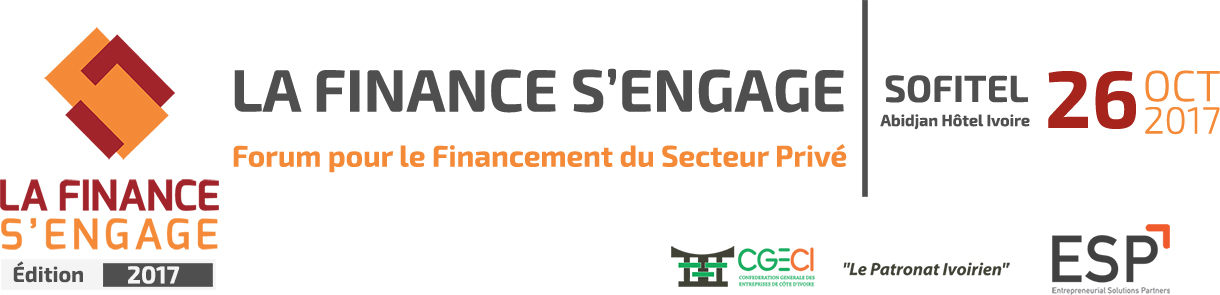 LA FINANCE S'ENGAGE
Forum pour le Financement du Secteur Privé
SOFITEL
Abidjan Hôtel Ivoire
26
OCT
2017
LA FINANCE
S'ENGAGE
Édition 2017
CGECI
CONFEDERATION GENERALE DES
ENTREPRISES DE CÔTE D'IVOIRE
"Le Patronat Ivoirien"
ESP
Entrepreneurial Solutions Partners